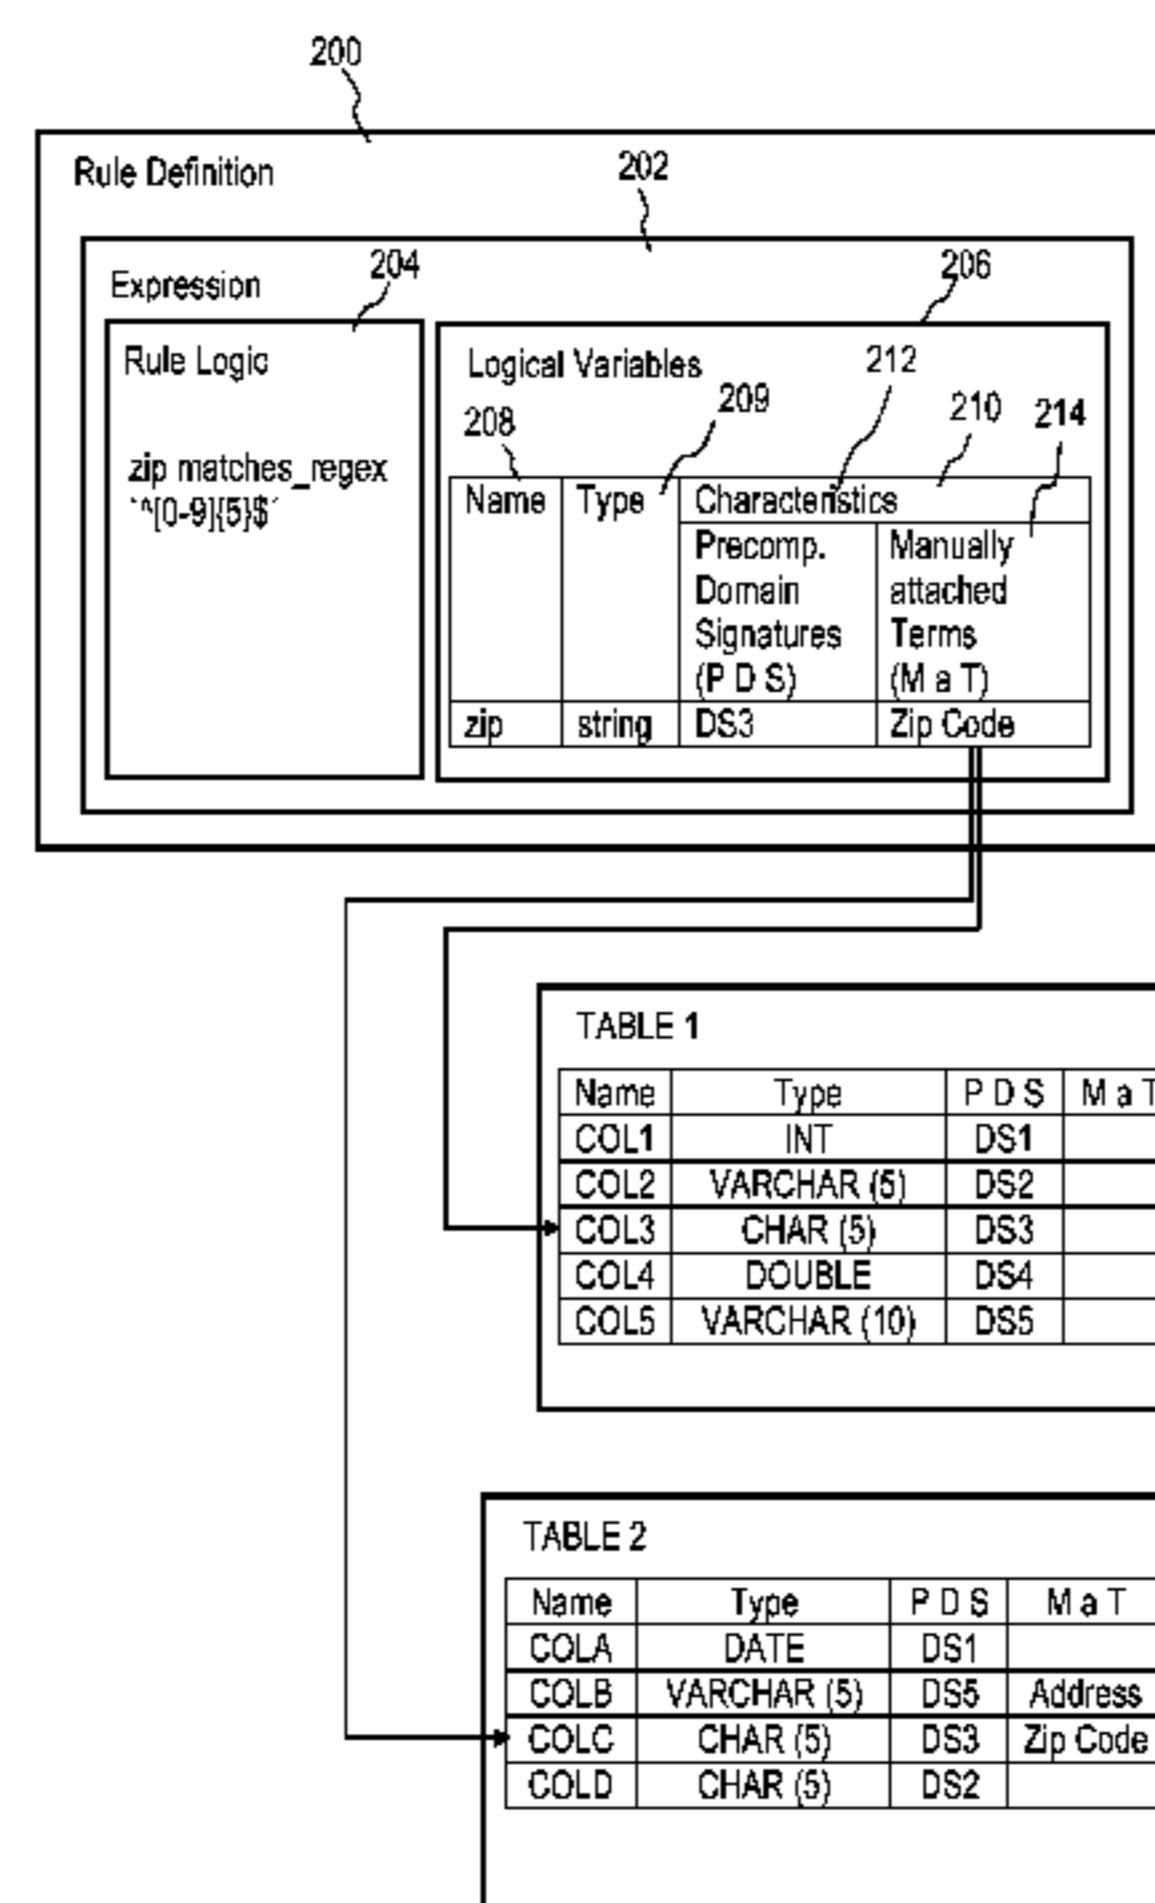 200
Rule Definition
202
Expression
204
206
Rule Logic
Logical Variables
212
208
209
210
214
zip matches_regex
`^[0-9]{5}$´
Name Type Characteristics
Precomp.
Domain
Signatures
(P D S)
Manually
attached
Terms
(M a T)
zip string DS3 Zip Code
TABLE 1
Name Type P D S M a T
COL1 INT DS1
COL2 VARCHAR (5) DS2
COL3 CHAR (5) DS3
COL4 DOUBLE DS4
COL5 VARCHAR (10) DS5
TABLE 2
Name Type P D S M a T
COLA DATE DS1
COLB VARCHAR (5) DS5 Address
COLC CHAR (5) DS3 Zip Code
COLD CHAR (5) DS2